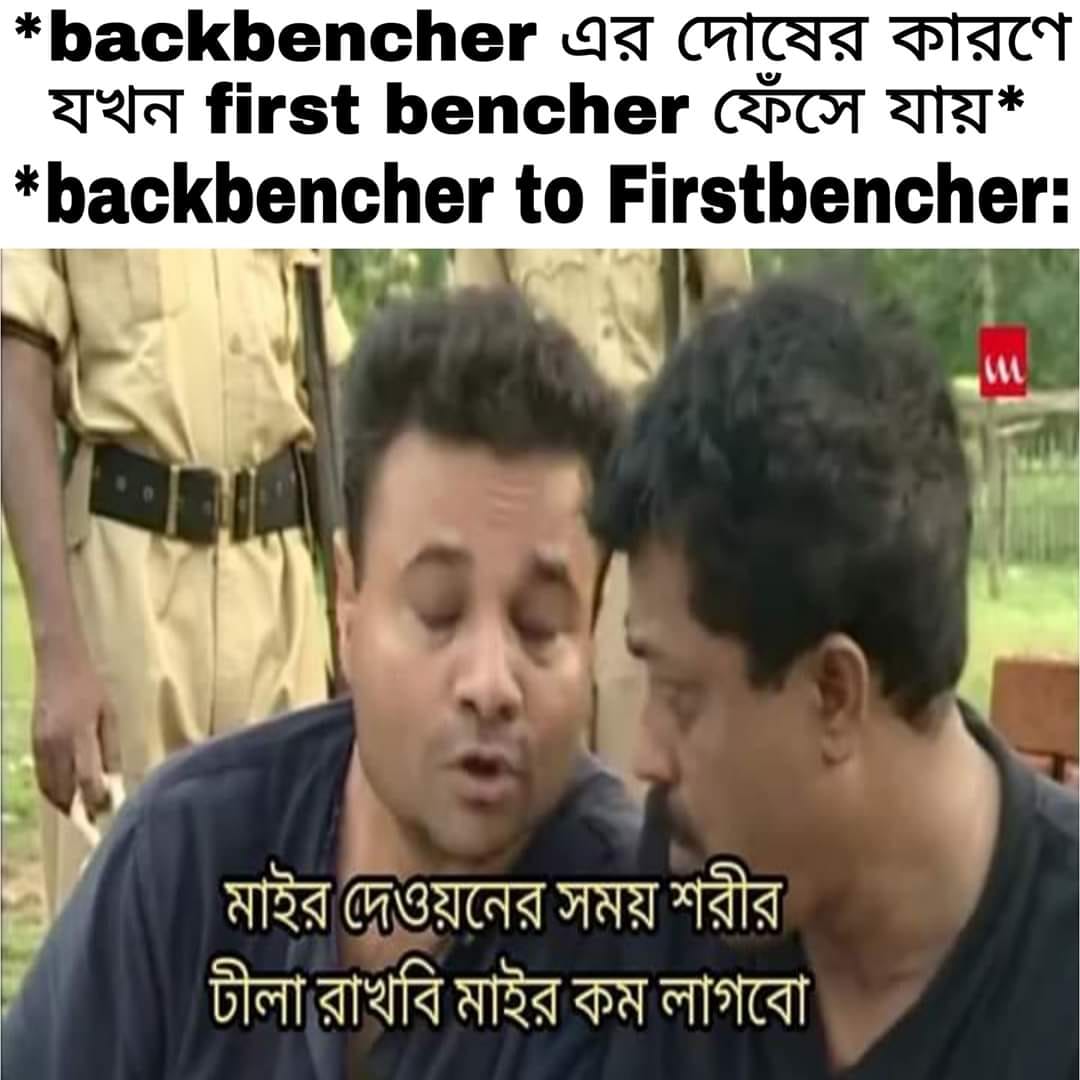 *backbencher এর দোষের কারণে
যখন first bencher ফেঁসে যায়*
*backbencher to Firstbencher:
মাইর দেওয়নের সময় শরীর
ঢীলা রাখবি মাইর কম লাগবো